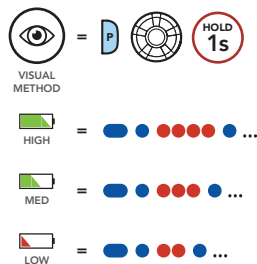 = P HOLD
1s
VISUAL
METHOD
HIGH = ...
MED = ...
LOW = ...